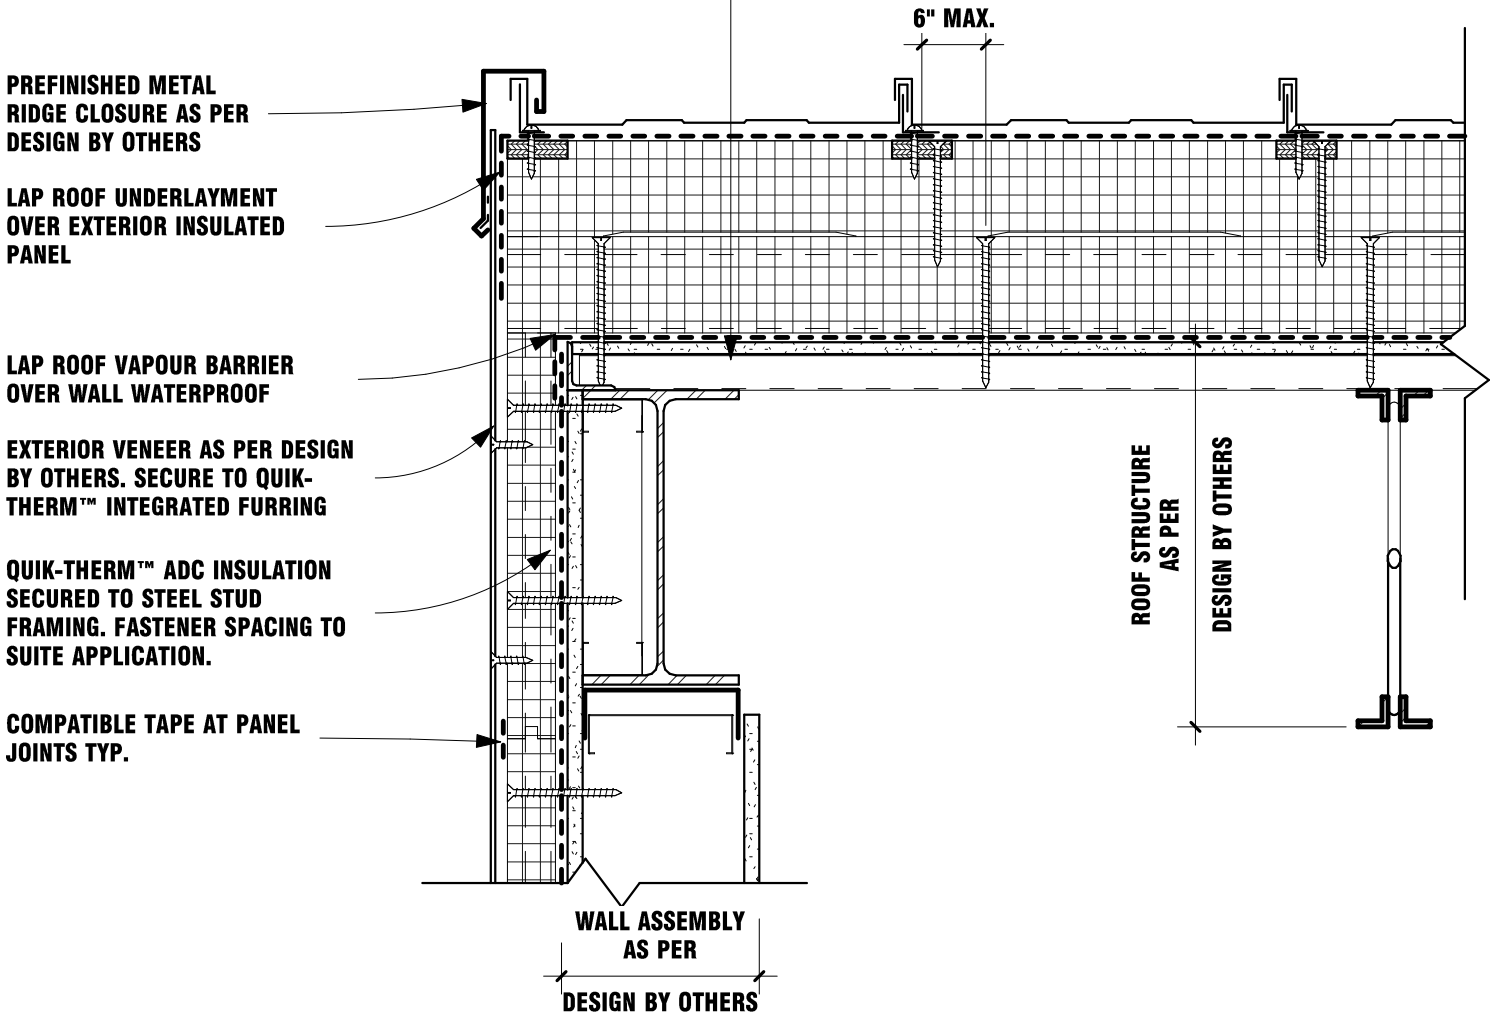 6" MAX.
PREFINISHED METAL
RIDGE CLOSURE AS PER
DESIGN BY OTHERS
LAP ROOF UNDERLAYMENT
OVER EXTERIOR INSULATED
PANEL
LAP ROOF VAPOUR BARRIER
OVER WALL WATERPROOF
EXTERIOR VENEER AS PER DESIGN
BY OTHERS. SECURE TO QUIK-
THERM™ INTEGRATED FURRING
QUIK-THERM™ ADC INSULATION
SECURED TO STEEL STUD
FRAMING. FASTENER SPACING TO
SUITE APPLICATION.
COMPATIBLE TAPE AT PANEL
JOINTS TYP.
ROOF STRUCTURE
AS PER
DESIGN BY OTHERS
WALL ASSEMBLY
AS PER
DESIGN BY OTHERS